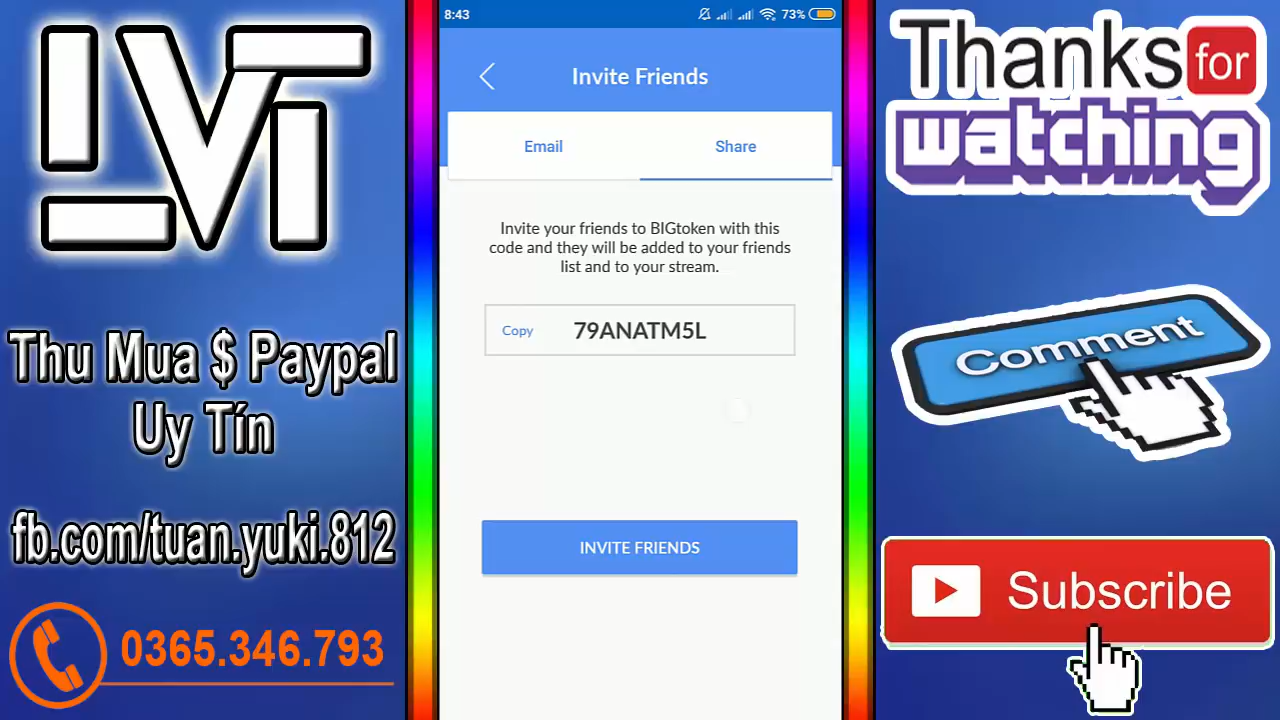 LVT
Thu Mua $ Paypal
Uy Tín
fb.com/tuan.yuki.812
0365.346.793
8:43
73%
Invite Friends
Email
Share
Invite your friends to BIGtoken with this
code and they will be added to your friends
list and to your stream.
Copy
79ANATM5L
INVITE FRIENDS
Thanks for
watching
Comment
Subscribe